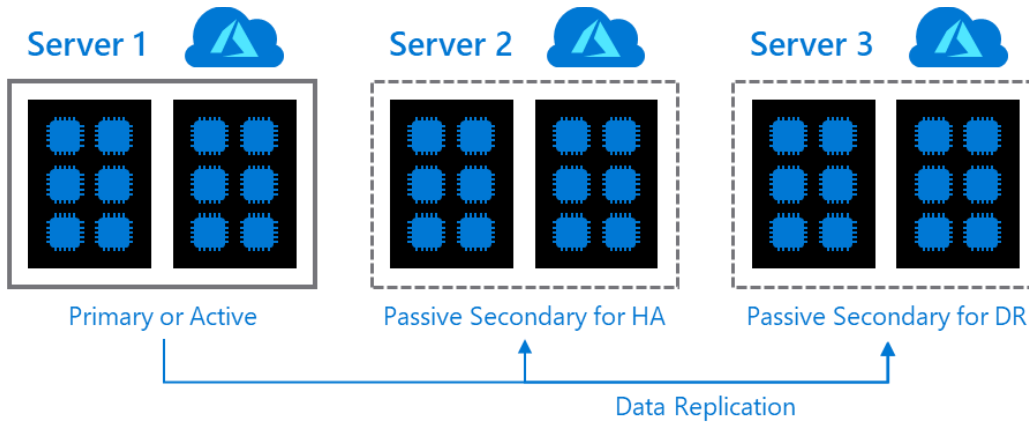 Server 1
Server 2
Server 3
Primary or Active
Passive Secondary for HA
Passive Secondary for DR
Data Replication